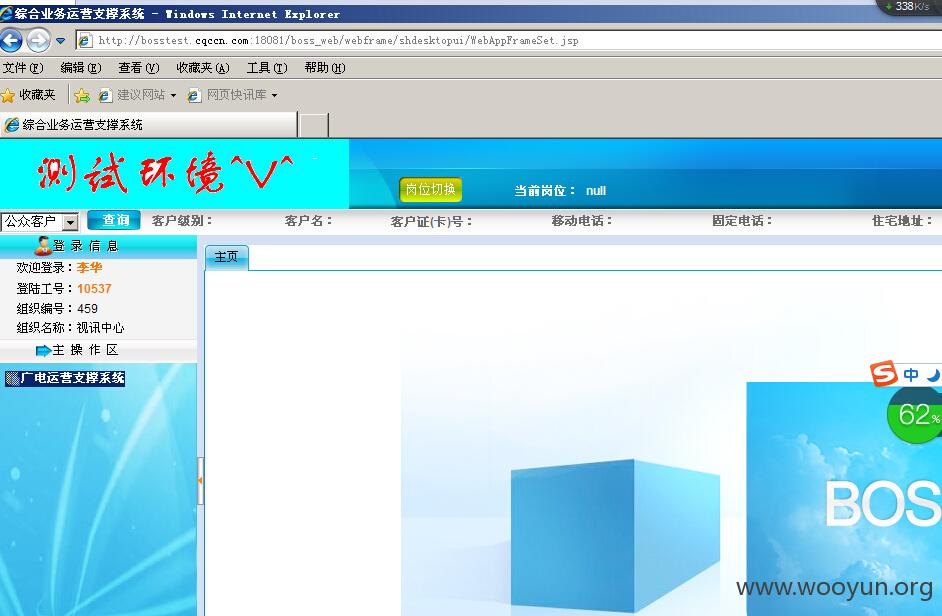 综合业务运营支撑系统 - Windows Internet Explorer
338K/s
http://bosstest.cqccn.com:18081/boss_web/webframe/shdesktopui/WebAppFrameSet.jsp
文件(F) 编辑(E) 查看(V) 收藏夹(A) 工具(T) 帮助(H)
收藏夹 建议网站 网页快讯库
综合业务运营支撑系统
测试环境^V^
岗位切换 当前岗位： null
公众客户 查询 客户级别： 客户名： 客户证(卡)号： 移动电话： 固定电话： 住宅地址：
登录信息
主页
欢迎登录：李华
登陆工号：10537
组织编号：459
组织名称：视讯中心
主操作区
广电运营支撑系统
中
62%
BOS
www.wooyun.org